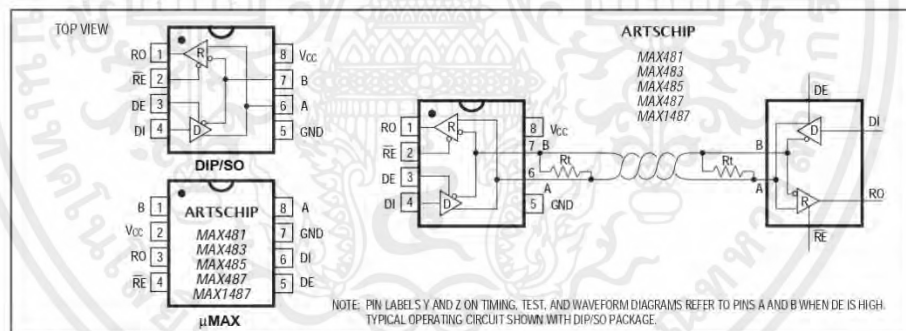 TOP VIEW
RO 1
RE 2
DE 3
DI 4
8 VCC
7 B
6 A
5 GND
R
D
DIP/SO
B 1
VCC 2
RO 3
RE 4
8 A
7 GND
6 DI
5 DE
ARTSCHIP
MAX481
MAX483
MAX485
MAX487
MAX1487
μMAX
ARTSCHIP
MAX481
MAX483
MAX485
MAX487
MAX1487
RO 1
RE 2
DE 3
DI 4
R
D
8 VCC
7 B
6
A
5 GND
Rt
Rt
B
A
DE
D
DI
R
RO
RE
NOTE: PIN LABELS Y AND Z ON TIMING, TEST, AND WAVEFORM DIAGRAMS REFER TO PINS A AND B WHEN DE IS HIGH.
TYPICAL OPERATING CIRCUIT SHOWN WITH DIP/SO PACKAGE.